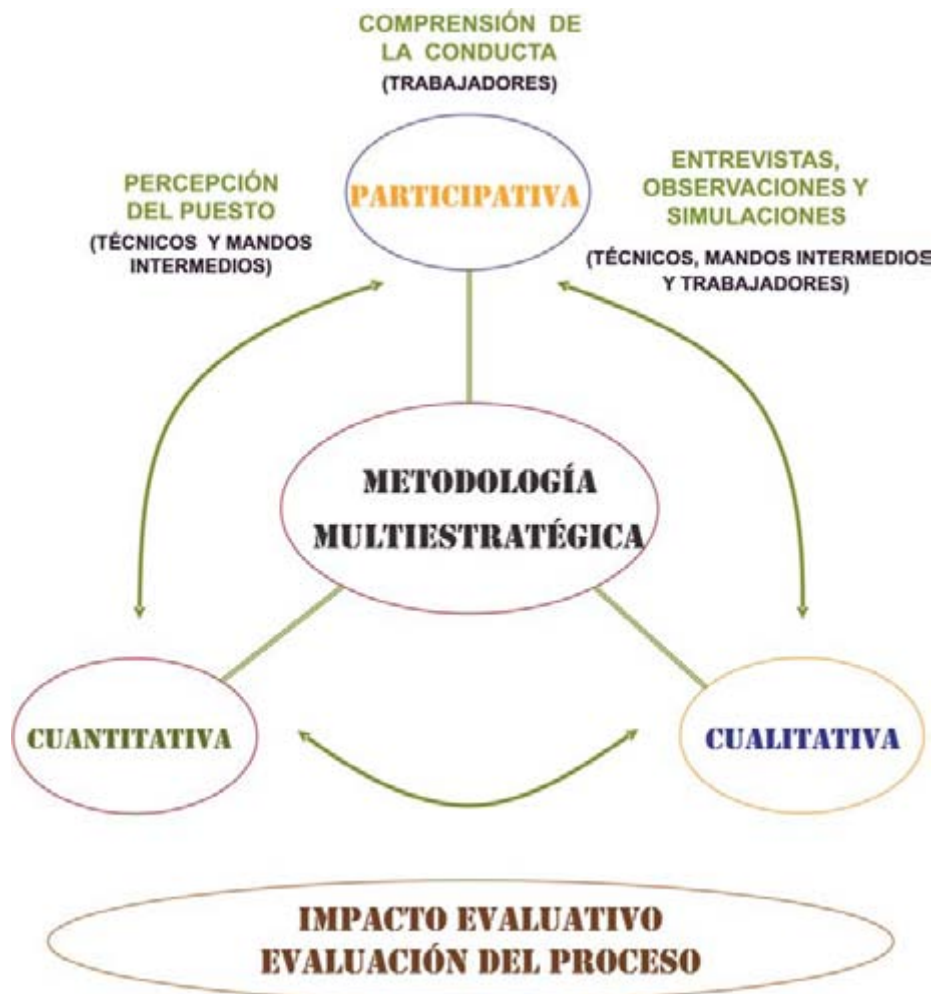 COMPRENSIÓN DE
LA CONDUCTA
(TRABAJADORES)
PERCEPCIÓN
DEL PUESTO
(TÉCNICOS Y MANDOS
INTERMEDIOS)
PARTICIPATIVA
ENTREVISTAS,
OBSERVACIONES Y
SIMULACIONES
(TÉCNICOS, MANDOS INTERMEDIOS
Y TRABAJADORES)
METODOLOGÍA
MULTIESTRATÉGICA
CUANTITATIVA
CUALITATIVA
IMPACTO EVALUATIVO
EVALUACIÓN DEL PROCESO